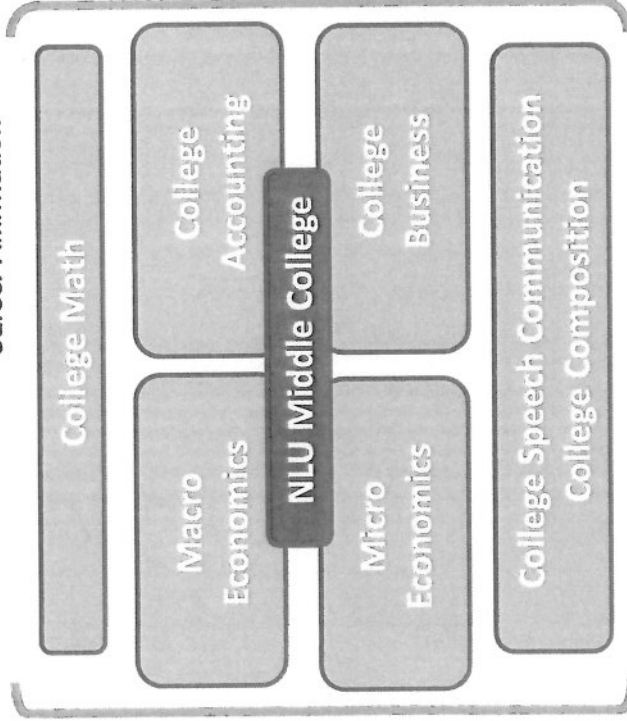 College Math
Macro
Economics
College
Accounting
NLU Middle College
Micro
Economics
College
Business
College Speech Communication
College Composition